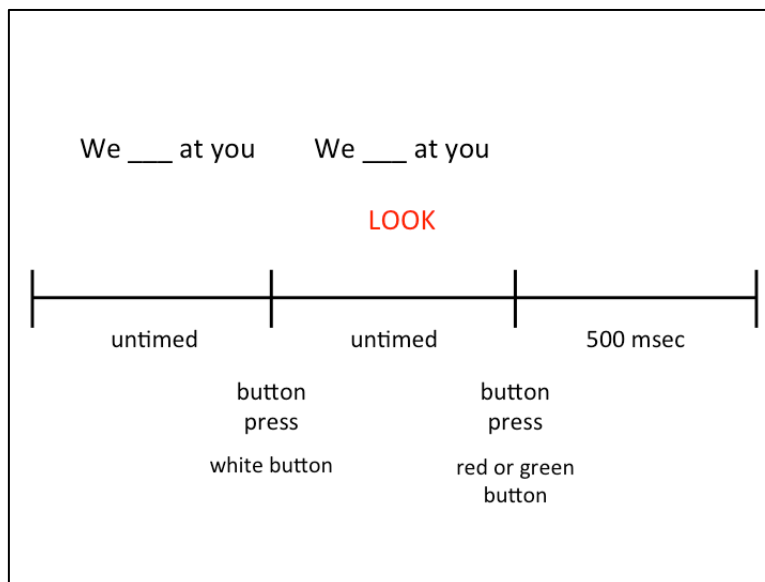 We ___ at you We ___ at you
LOOK
untimed untimed 500 msec
button button
press press
white button red or green
button